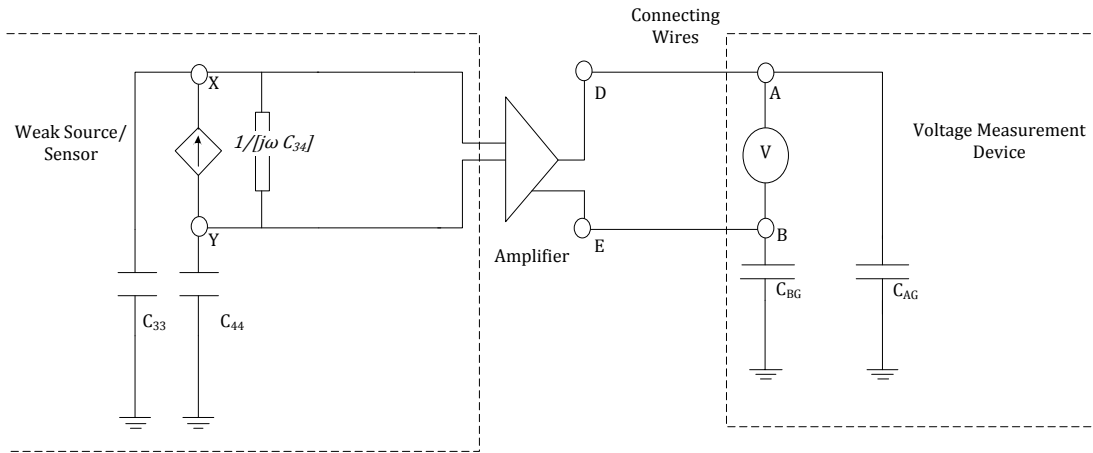 Connecting
Wires
X
D
A
Weak Source/
Sensor
1/[jω C34]
V
Voltage Measurement
Device
Y
E
B
Amplifier
C33
C44
CBG
CAG